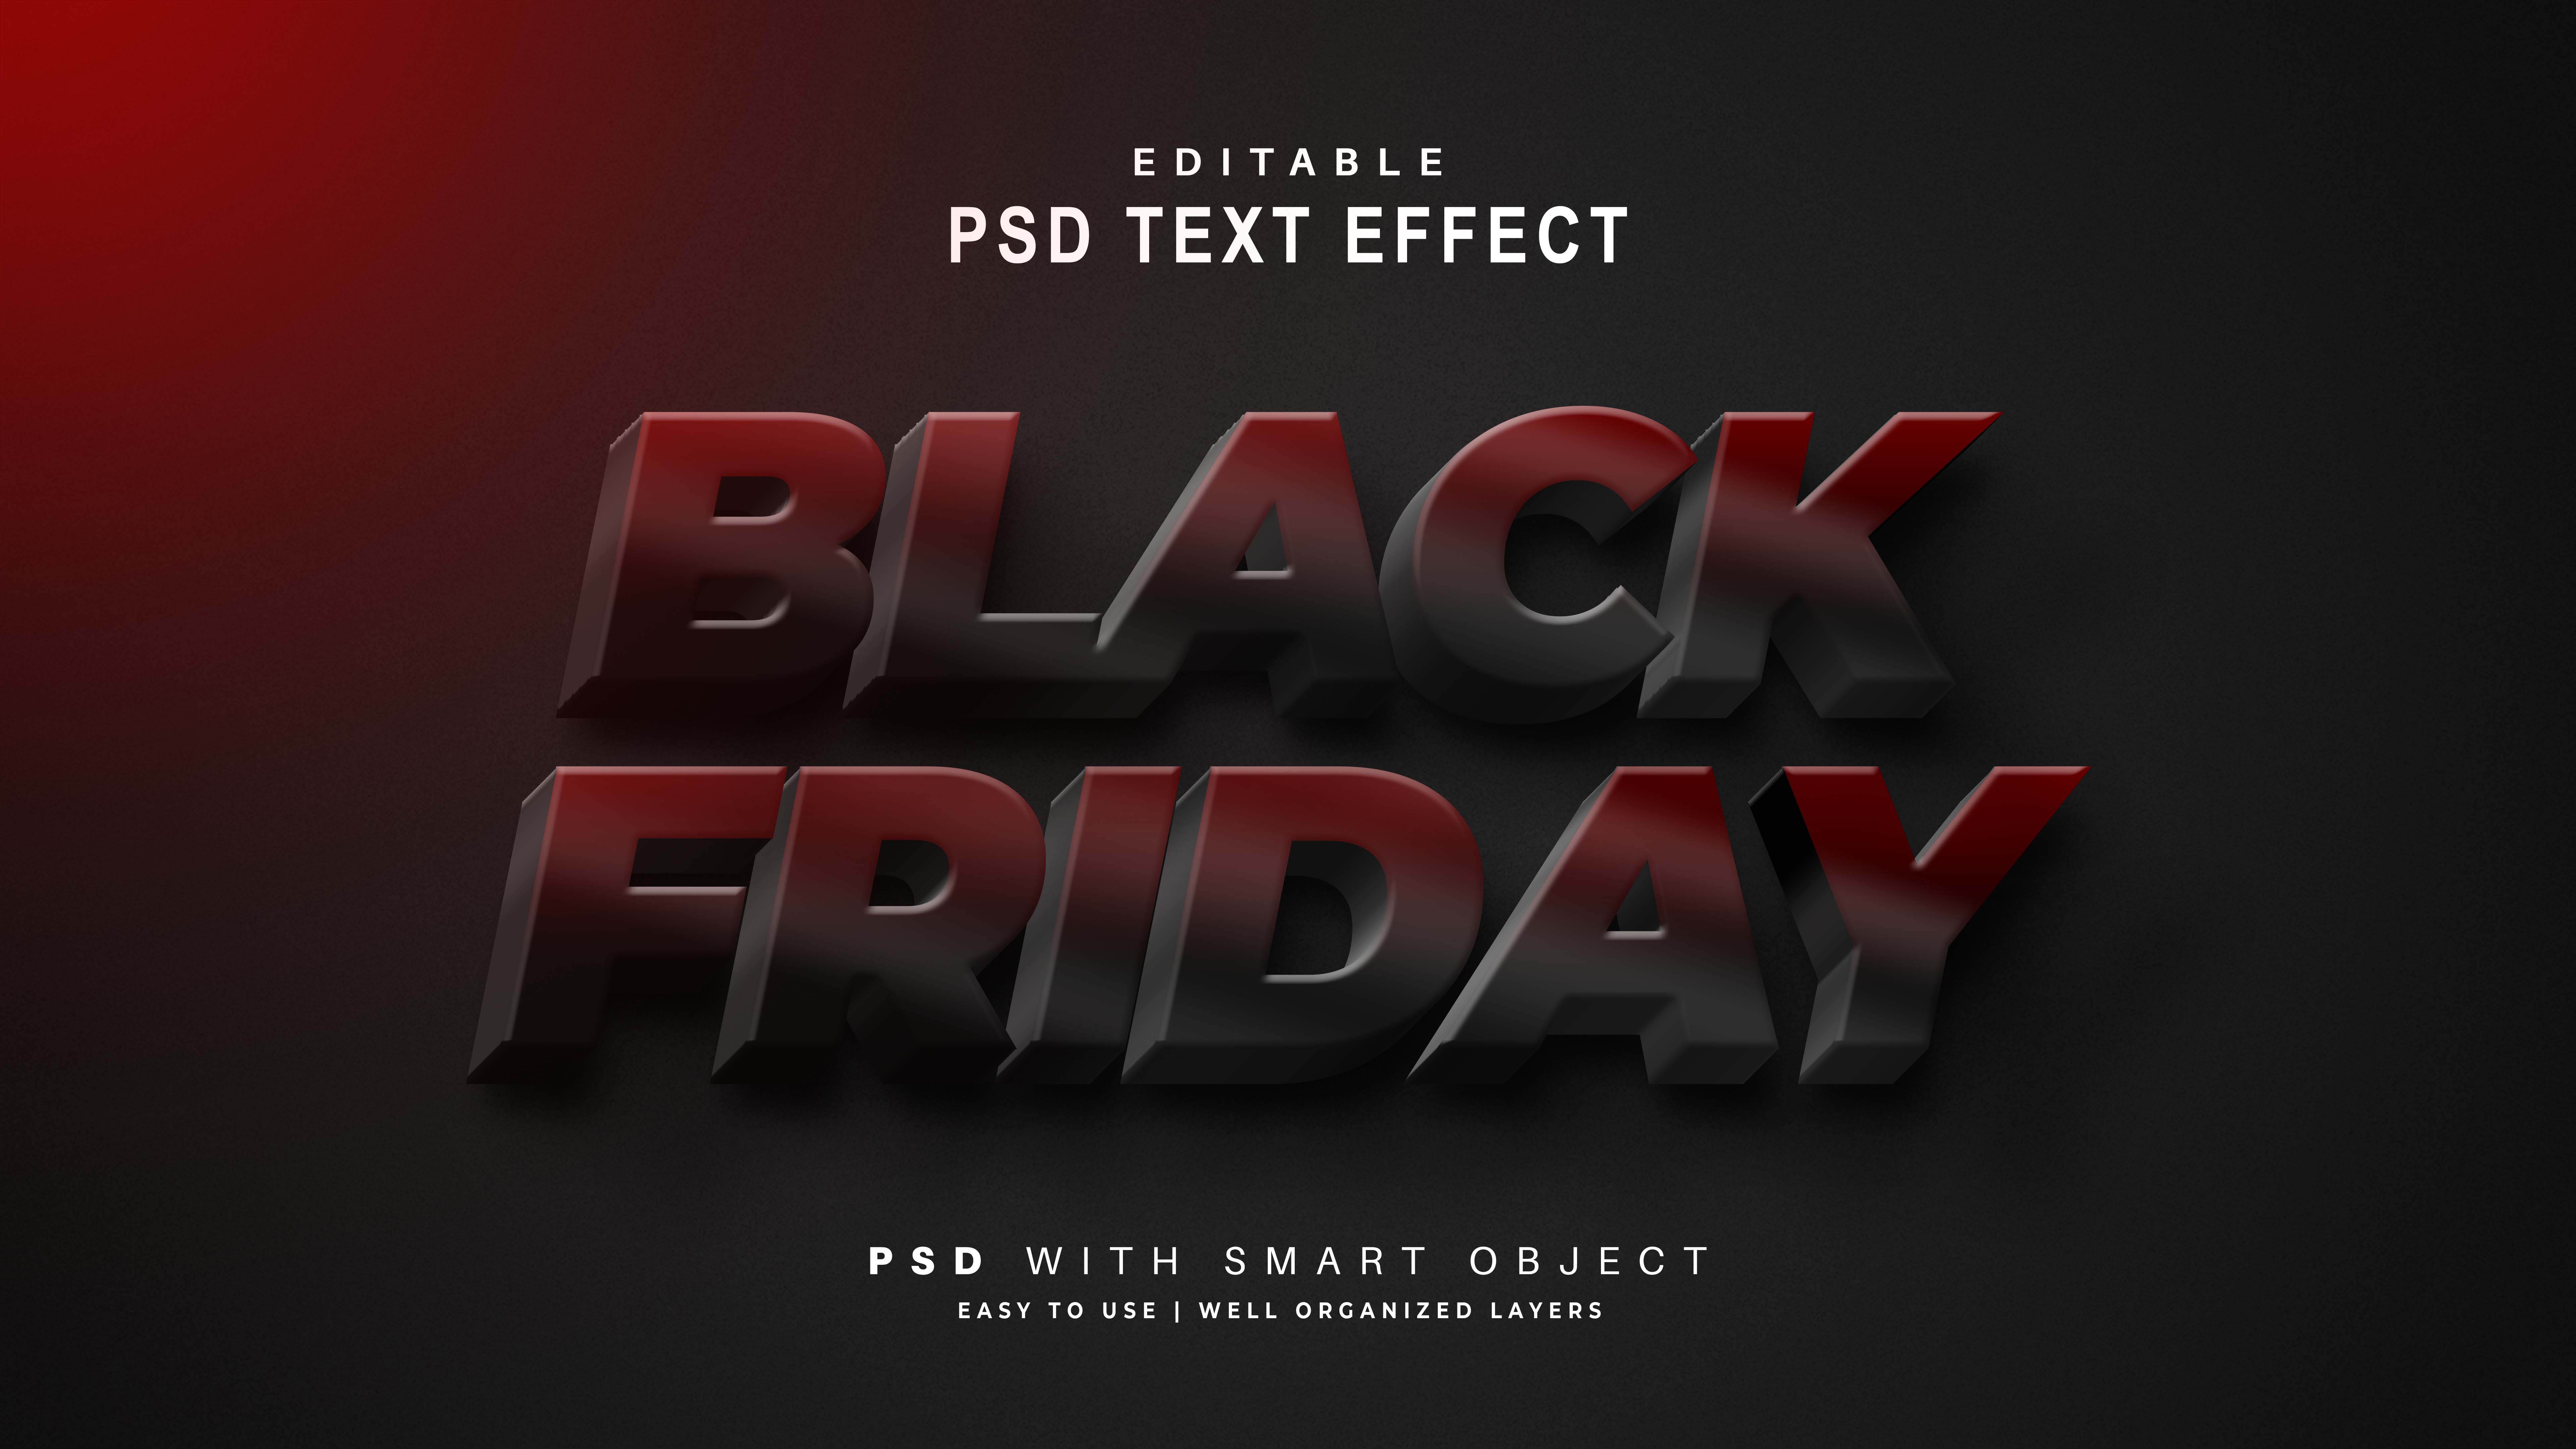 EDITABLE
PSD TEXT EFFECT
BLACK
FRIDAY
PSD WITH SMART OBJECT
EASY TO USE | WELL ORGANIZED LAYERS